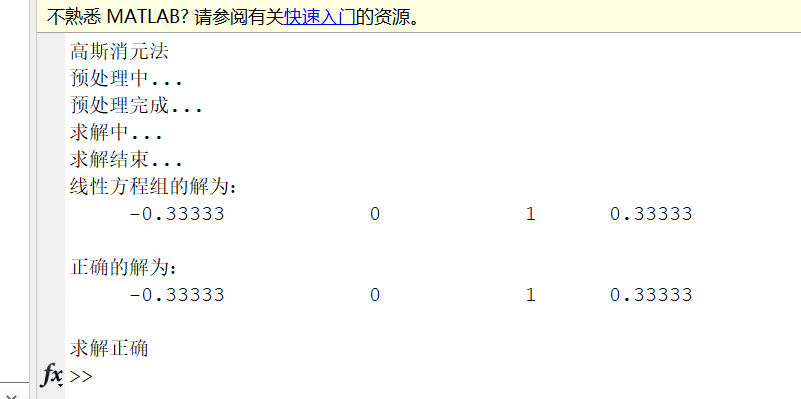 不熟悉 MATLAB? 请参阅有关快速入门的资源。
高斯消元法
预处理中...
预处理完成...
求解中...
求解结束...
线性方程组的解为:
-0.33333 0 1 0.33333
正确的解为:
-0.33333 0 1 0.33333
求解正确
fx >>